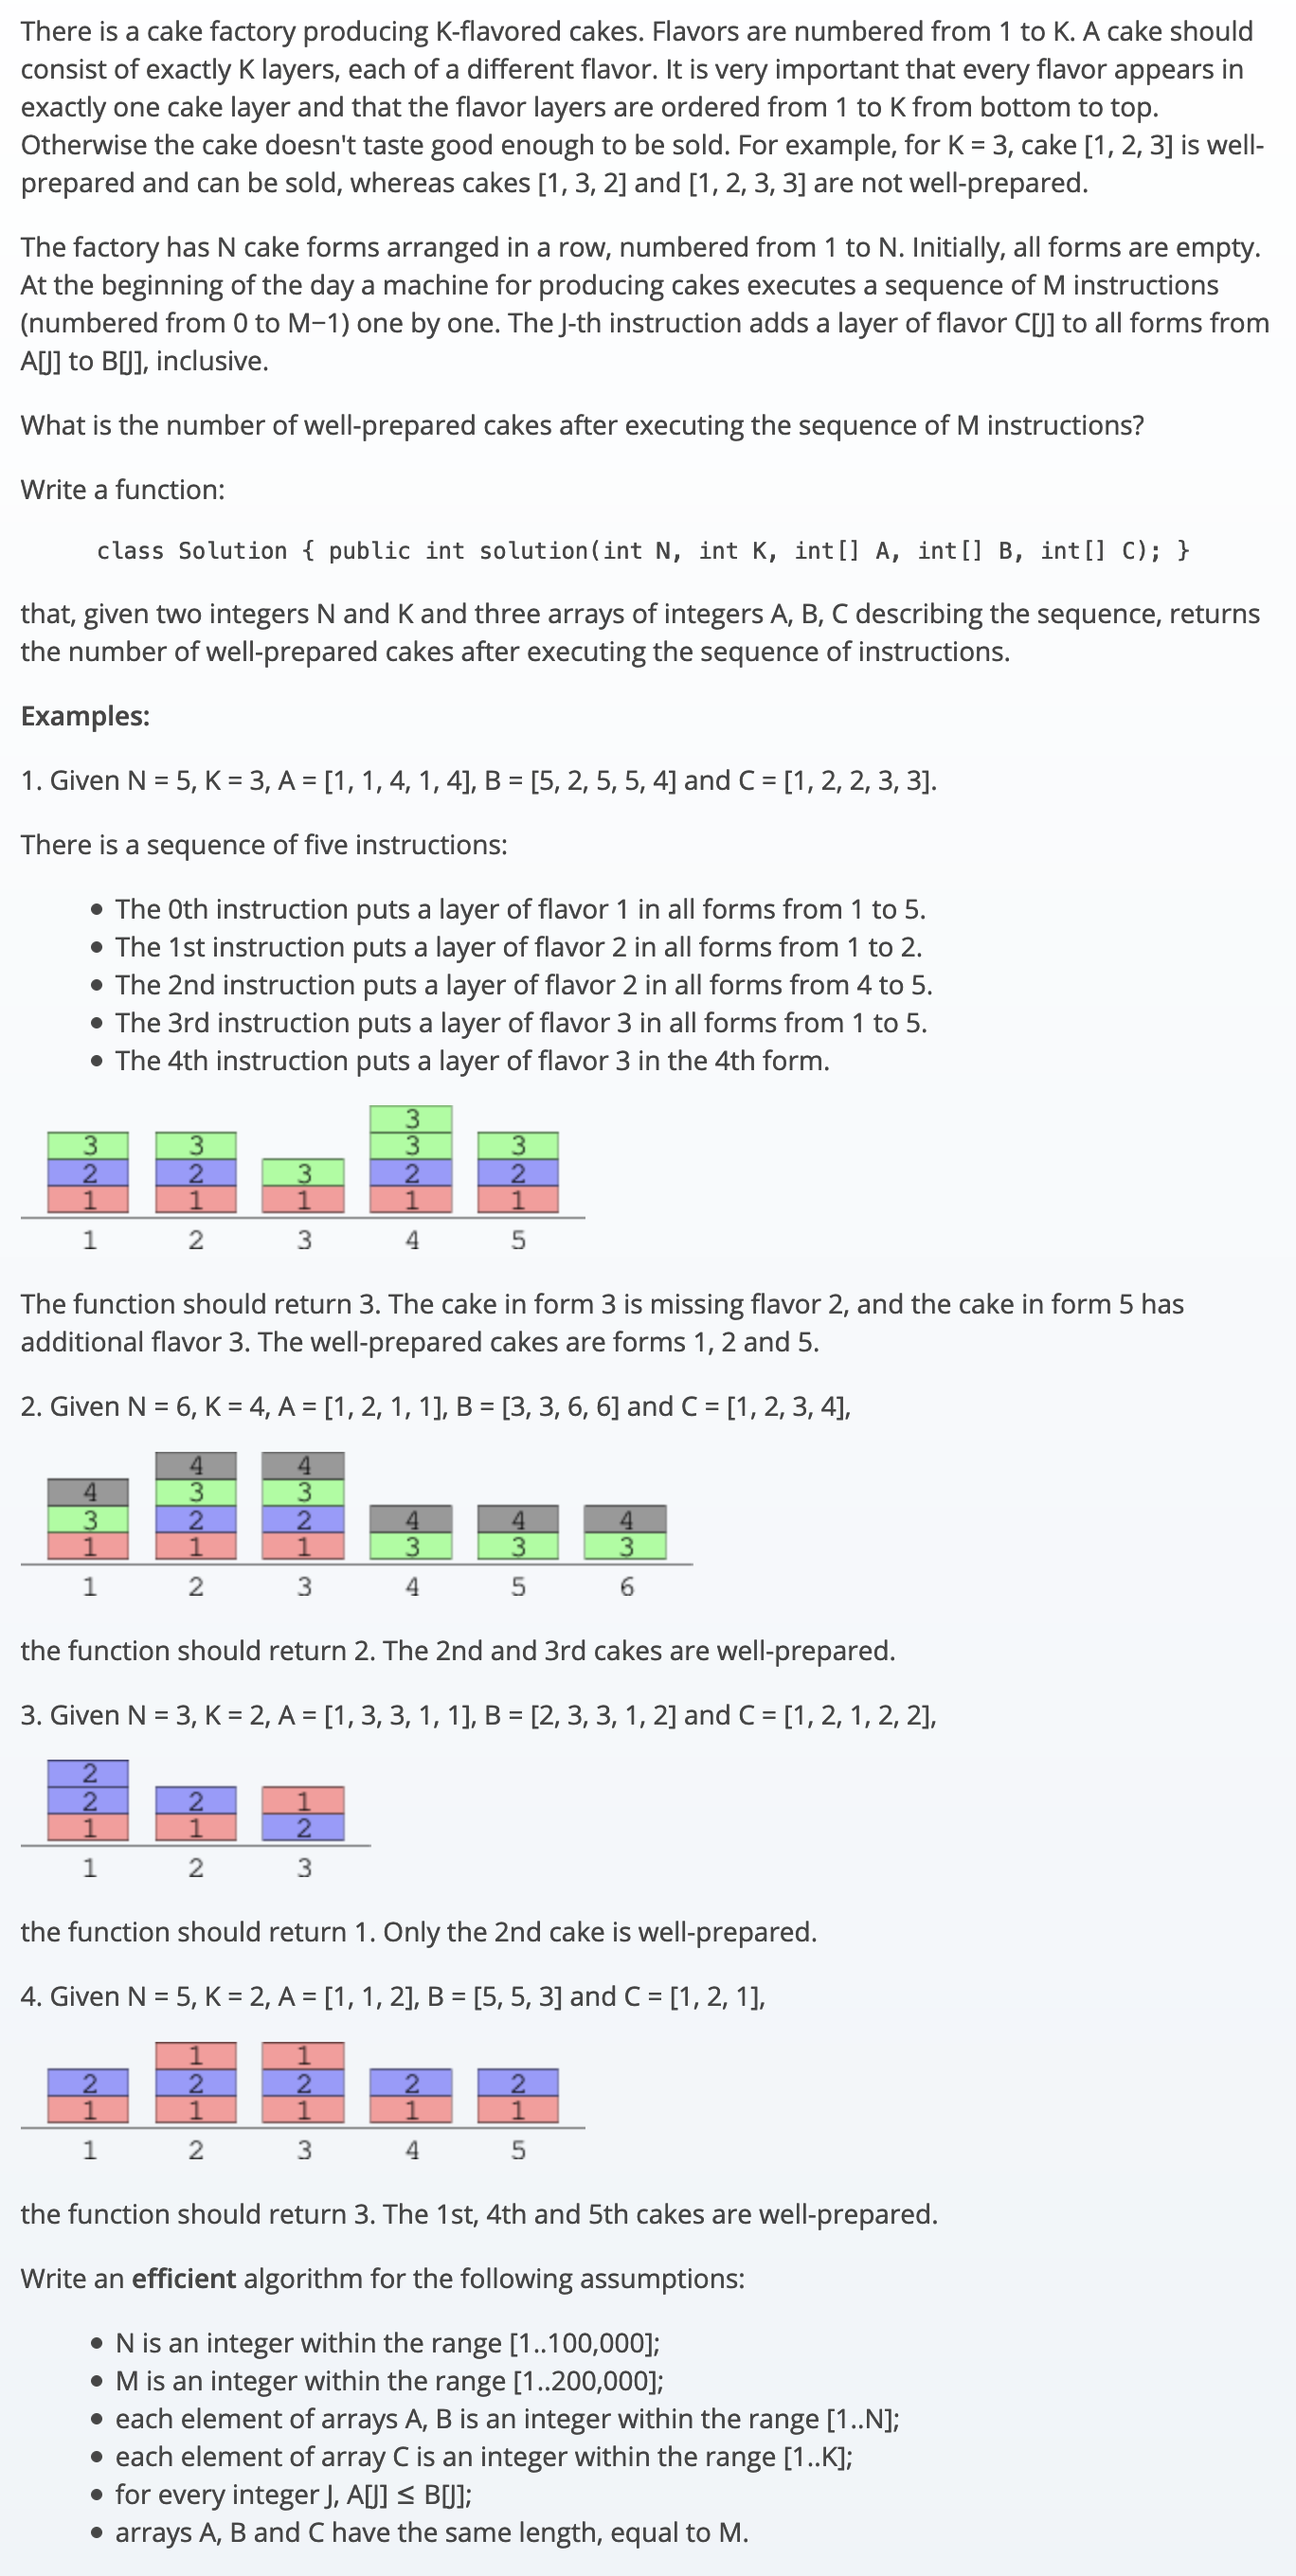 There is a cake factory producing K-flavored cakes. Flavors are numbered from 1 to K. A cake should
consist of exactly K layers, each of a different flavor. It is very important that every flavor appears in
exactly one cake layer and that the flavor layers are ordered from 1 to K from bottom to top.
Otherwise the cake doesn't taste good enough to be sold. For example, for K = 3, cake [1, 2, 3] is well-
prepared and can be sold, whereas cakes [1, 3, 2] and [1, 2, 3, 3] are not well-prepared.
The factory has N cake forms arranged in a row, numbered from 1 to N. Initially, all forms are empty.
At the beginning of the day a machine for producing cakes executes a sequence of M instructions
(numbered from 0 to M−1) one by one. The J-th instruction adds a layer of flavor C[J] to all forms from
A[J] to B[J], inclusive.
What is the number of well-prepared cakes after executing the sequence of M instructions?
Write a function:
class Solution { public int solution(int N, int K, int[] A, int[] B, int[] C); }
that, given two integers N and K and three arrays of integers A, B, C describing the sequence, returns
the number of well-prepared cakes after executing the sequence of instructions.
Examples:
1. Given N = 5, K = 3, A = [1, 1, 4, 1, 4], B = [5, 2, 5, 5, 4] and C = [1, 2, 2, 3, 3].
There is a sequence of five instructions:
• The 0th instruction puts a layer of flavor 1 in all forms from 1 to 5.
• The 1st instruction puts a layer of flavor 2 in all forms from 1 to 2.
• The 2nd instruction puts a layer of flavor 2 in all forms from 4 to 5.
• The 3rd instruction puts a layer of flavor 3 in all forms from 1 to 5.
• The 4th instruction puts a layer of flavor 3 in the 4th form.
3
3 3 3 3
2 2 3 2 2
1 1 1 1 1
1 2 3 4 5
The function should return 3. The cake in form 3 is missing flavor 2, and the cake in form 5 has
additional flavor 3. The well-prepared cakes are forms 1, 2 and 5.
2. Given N = 6, K = 4, A = [1, 2, 1, 1], B = [3, 3, 6, 6] and C = [1, 2, 3, 4],
4 4
4 3 3
3 2 2 4 4 4
1 1 1 3 3 3
1 2 3 4 5 6
the function should return 2. The 2nd and 3rd cakes are well-prepared.
3. Given N = 3, K = 2, A = [1, 3, 3, 1, 1], B = [2, 3, 3, 1, 2] and C = [1, 2, 1, 2, 2],
2
2 2 1
1 1 2
1 2 3
the function should return 1. Only the 2nd cake is well-prepared.
4. Given N = 5, K = 2, A = [1, 1, 2], B = [5, 5, 3] and C = [1, 2, 1],
1 1
2 2 2 2 2
1 1 1 1 1
1 2 3 4 5
the function should return 3. The 1st, 4th and 5th cakes are well-prepared.
Write an efficient algorithm for the following assumptions:
• N is an integer within the range [1..100,000];
• M is an integer within the range [1..200,000];
• each element of arrays A, B is an integer within the range [1..N];
• each element of array C is an integer within the range [1..K];
• for every integer J, A[J] ≤ B[J];
• arrays A, B and C have the same length, equal to M.